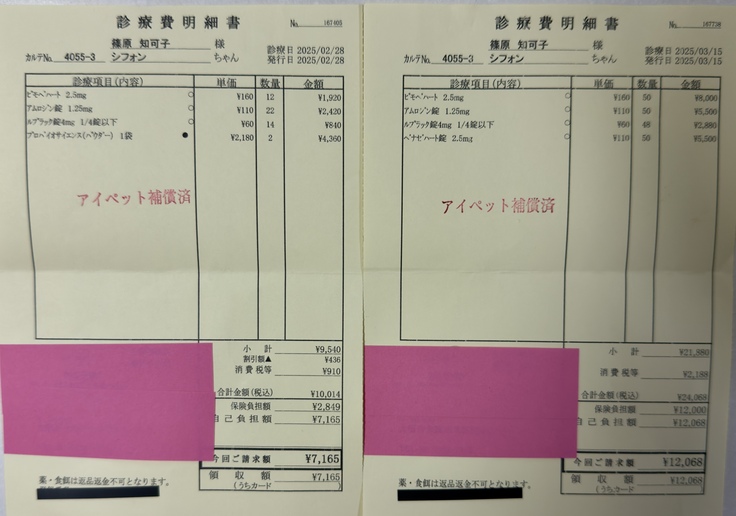 診療費明細書
№ 167403
篠原 知可子 様
カルテ№ 4055-3 シフォン ちゃん
診療日 2025/02/28
発行日 2025/02/28
診療項目(内容) 単価 数量 金額
ピモベハート 2.5mg ○ ¥160 12 ¥1,920
アムロジン錠 1.25mg ¥110 22 ¥2,420
ルプラック錠4mg 1/4錠以下 ¥60 14 ¥840
プロバイオサイエンス(パウダー) 1袋 ● ¥2,180 2 ¥4,360
アイペット補償済
小計 ¥9,540
割引額▲ ¥436
消費税等 ¥910
合計金額(税込) ¥10,014
保険負担額 ¥2,849
自己負担額 ¥7,165
今回ご請求額 ¥7,165
領収額 ¥7,165
(うちカード )
薬・食餌は返品返金不可となります。
診療費明細書
№ 167738
篠原 知可子 様
カルテ№ 4055-3 シフォン ちゃん
診療日 2025/03/15
発行日 2025/03/15
診療項目(内容) 単価 数量 金額
ピモベハート 2.5mg ○ ¥160 50 ¥8,000
アムロジン錠 1.25mg ¥110 50 ¥5,500
ルプラック錠4mg 1/4錠以下 ¥60 48 ¥2,880
ベナゼハート錠 2.5mg ○ ¥110 50 ¥5,500
アイペット補償済
小計 ¥21,880
消費税等 ¥2,188
合計金額(税込) ¥24,068
保険負担額 ¥12,000
自己負担額 ¥12,068
今回ご請求額 ¥12,068
領収額 ¥12,068
(うちカード )
薬・食餌は返品返金不可となります。